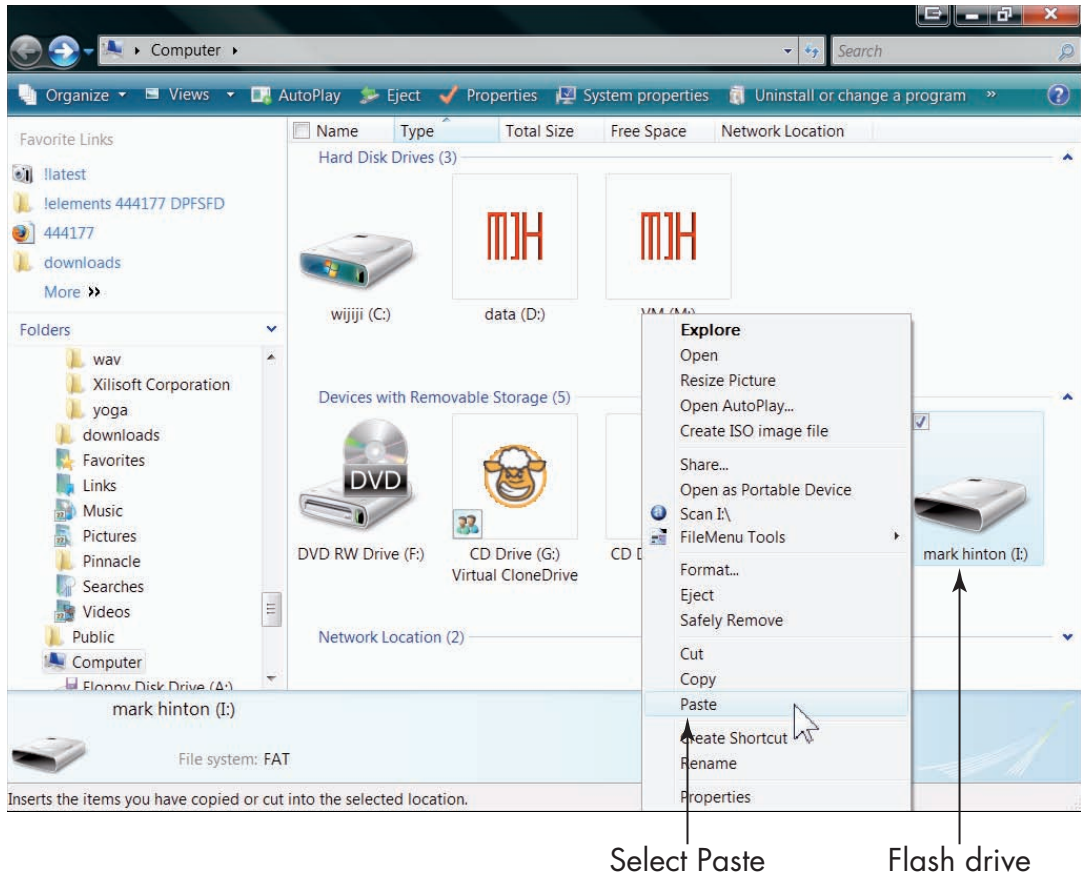 Computer
Search
Organize Views AutoPlay Eject Properties System properties Uninstall or change a program »
Favorite Links
!latest
!elements 444177 DPFSFD
444177
downloads
More »
Folders
wav
Xilisoft Corporation
yoga
downloads
Favorites
Links
Music
Pictures
Pinnacle
Searches
Videos
Public
Computer
Floppy Disk Drive (A:)
Name Type Total Size Free Space Network Location
Hard Disk Drives (3)
wijiji (C:)
data (D:)
VM (M:)
Devices with Removable Storage (5)
DVD
DVD RW Drive (F:)
CD Drive (G:)
Virtual CloneDrive
CD
mark hinton (I:)
Network Location (2)
Explore
Open
Resize Picture
Open AutoPlay...
Create ISO image file
Share...
Open as Portable Device
Scan I:\
FileMenu Tools
Format...
Eject
Safely Remove
Cut
Copy
Paste
Create Shortcut
Rename
Properties
mark hinton (I:)
File system: FAT
Inserts the items you have copied or cut into the selected location.
Select Paste
Flash drive